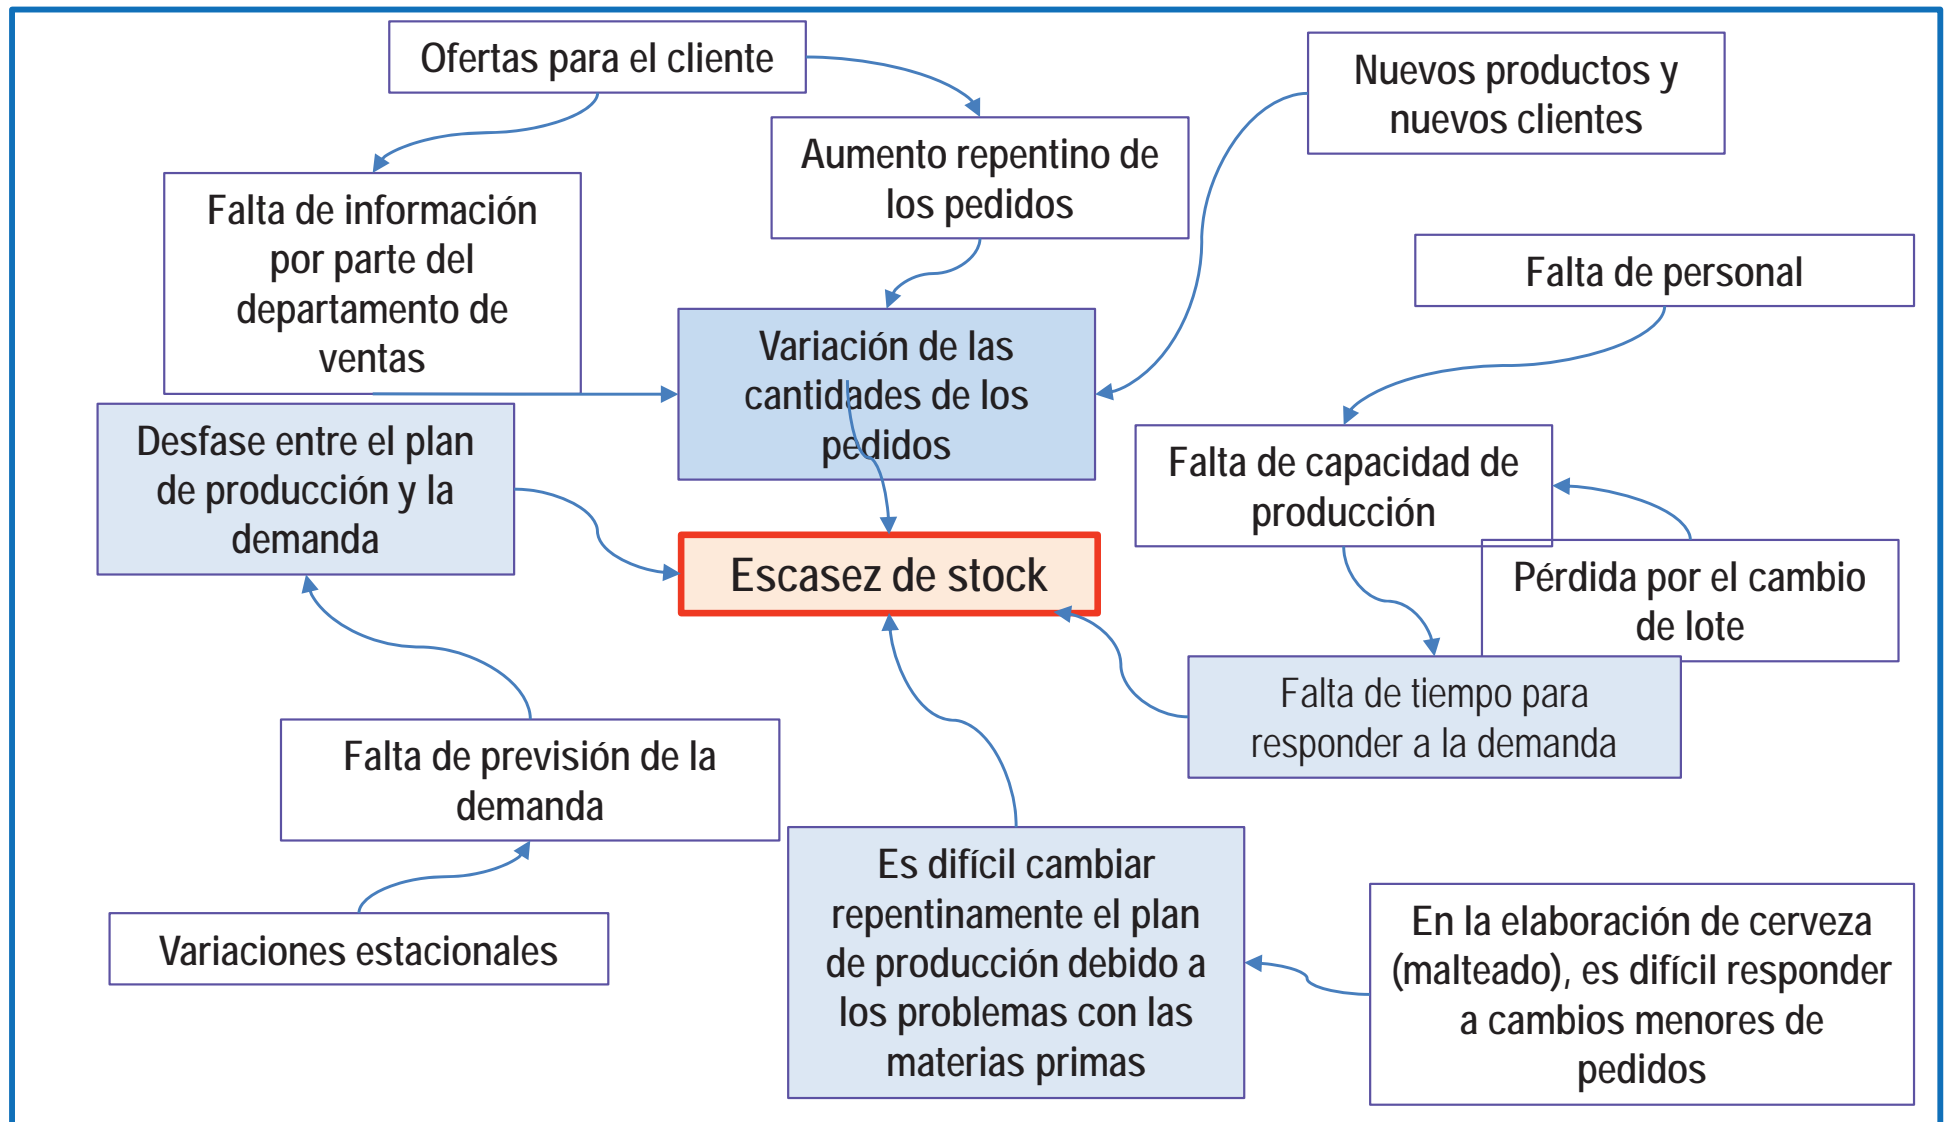 Ofertas para el cliente
Nuevos productos y
nuevos clientes
Aumento repentino de
los pedidos
Falta de información
por parte del
departamento de
ventas
Falta de personal
Variación de las
cantidades de los
pedidos
Desfase entre el plan
de producción y la
demanda
Falta de capacidad de
producción
Escasez de stock
Pérdida por el cambio
de lote
Falta de tiempo para
responder a la demanda
Falta de previsión de la
demanda
Es difícil cambiar
repentinamente el plan
de producción debido a
los problemas con las
materias primas
Variaciones estacionales
En la elaboración de cerveza
(malteado), es difícil responder
a cambios menores de
pedidos